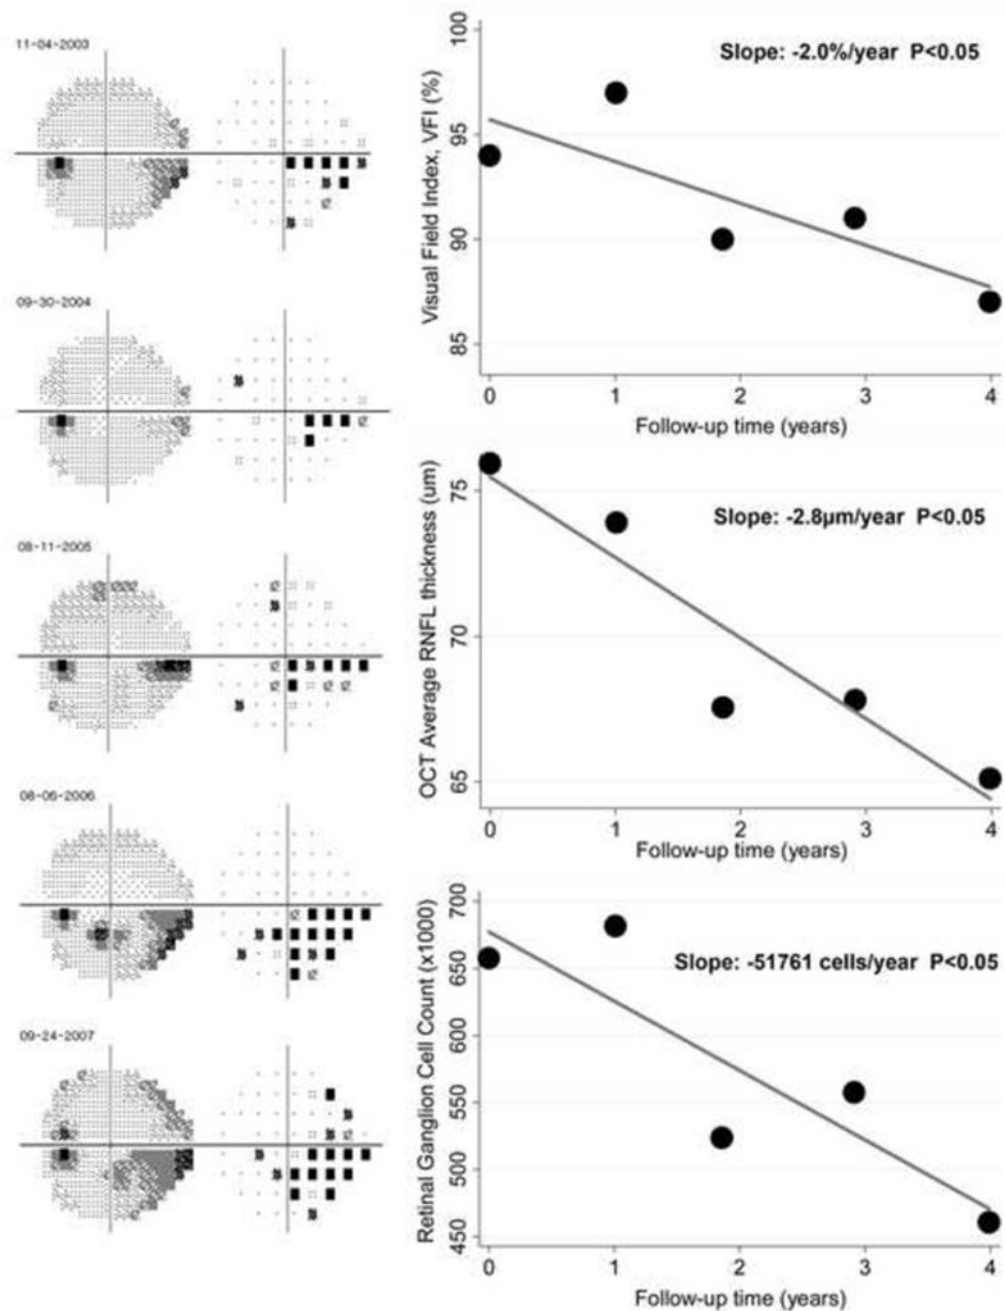 11-04-2003
09-30-2004
08-11-2005
08-06-2006
09-24-2007
Visual Field Index, VFI (%)
100
95
90
85
Slope: -2.0%/year P<0.05
0 1 2 3 4
Follow-up time (years)
OCT Average RNFL thickness (um)
75
70
65
Slope: -2.8µm/year P<0.05
0 1 2 3 4
Follow-up time (years)
Retinal Ganglion Cell Count (x1000)
700
650
600
550
500
450
Slope: -51761 cells/year P<0.05
0 1 2 3 4
Follow-up time (years)